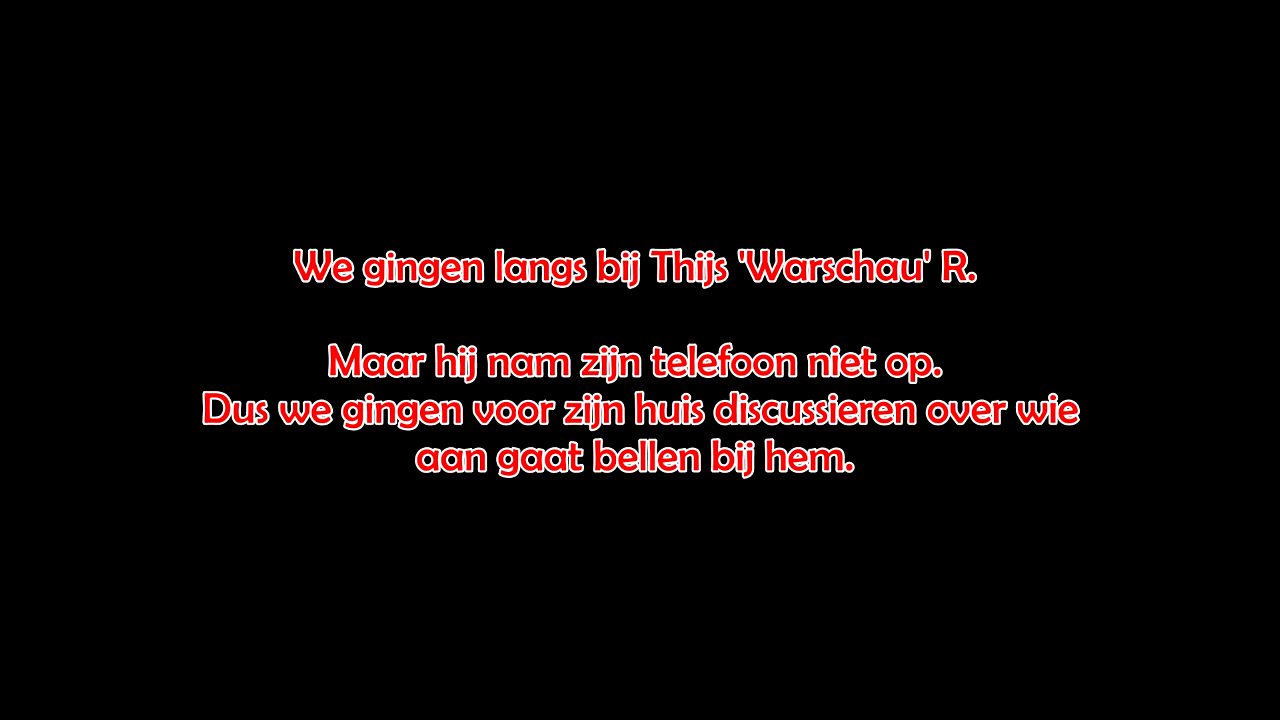 We gingen langs bij Thijs 'Warschau' R.
Maar hij nam zijn telefoon niet op.
Dus we gingen voor zijn huis discussieren over wie
aan gaat bellen bij hem.